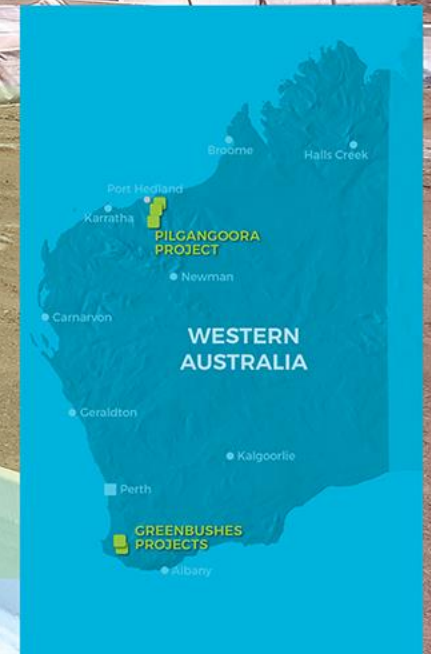 Broome
Halls Creek
Port Hedland
Karratha
PILGANGOORA
PROJECT
Newman
Carnarvon
WESTERN
AUSTRALIA
Geraldton
Kalgoorlie
Perth
GREENBUSHES
PROJECTS
Albany